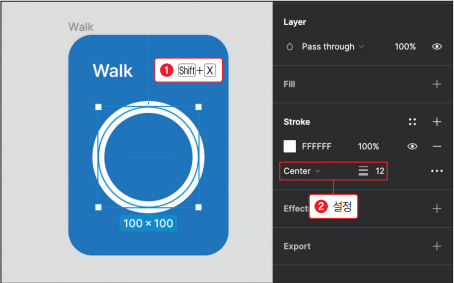 Walk
Walk
1 Shift+X
100 × 100
Layer
Pass through 100%
Fill
Stroke
FFFFFF 100%
Center 12
2 설정
Effect
Export